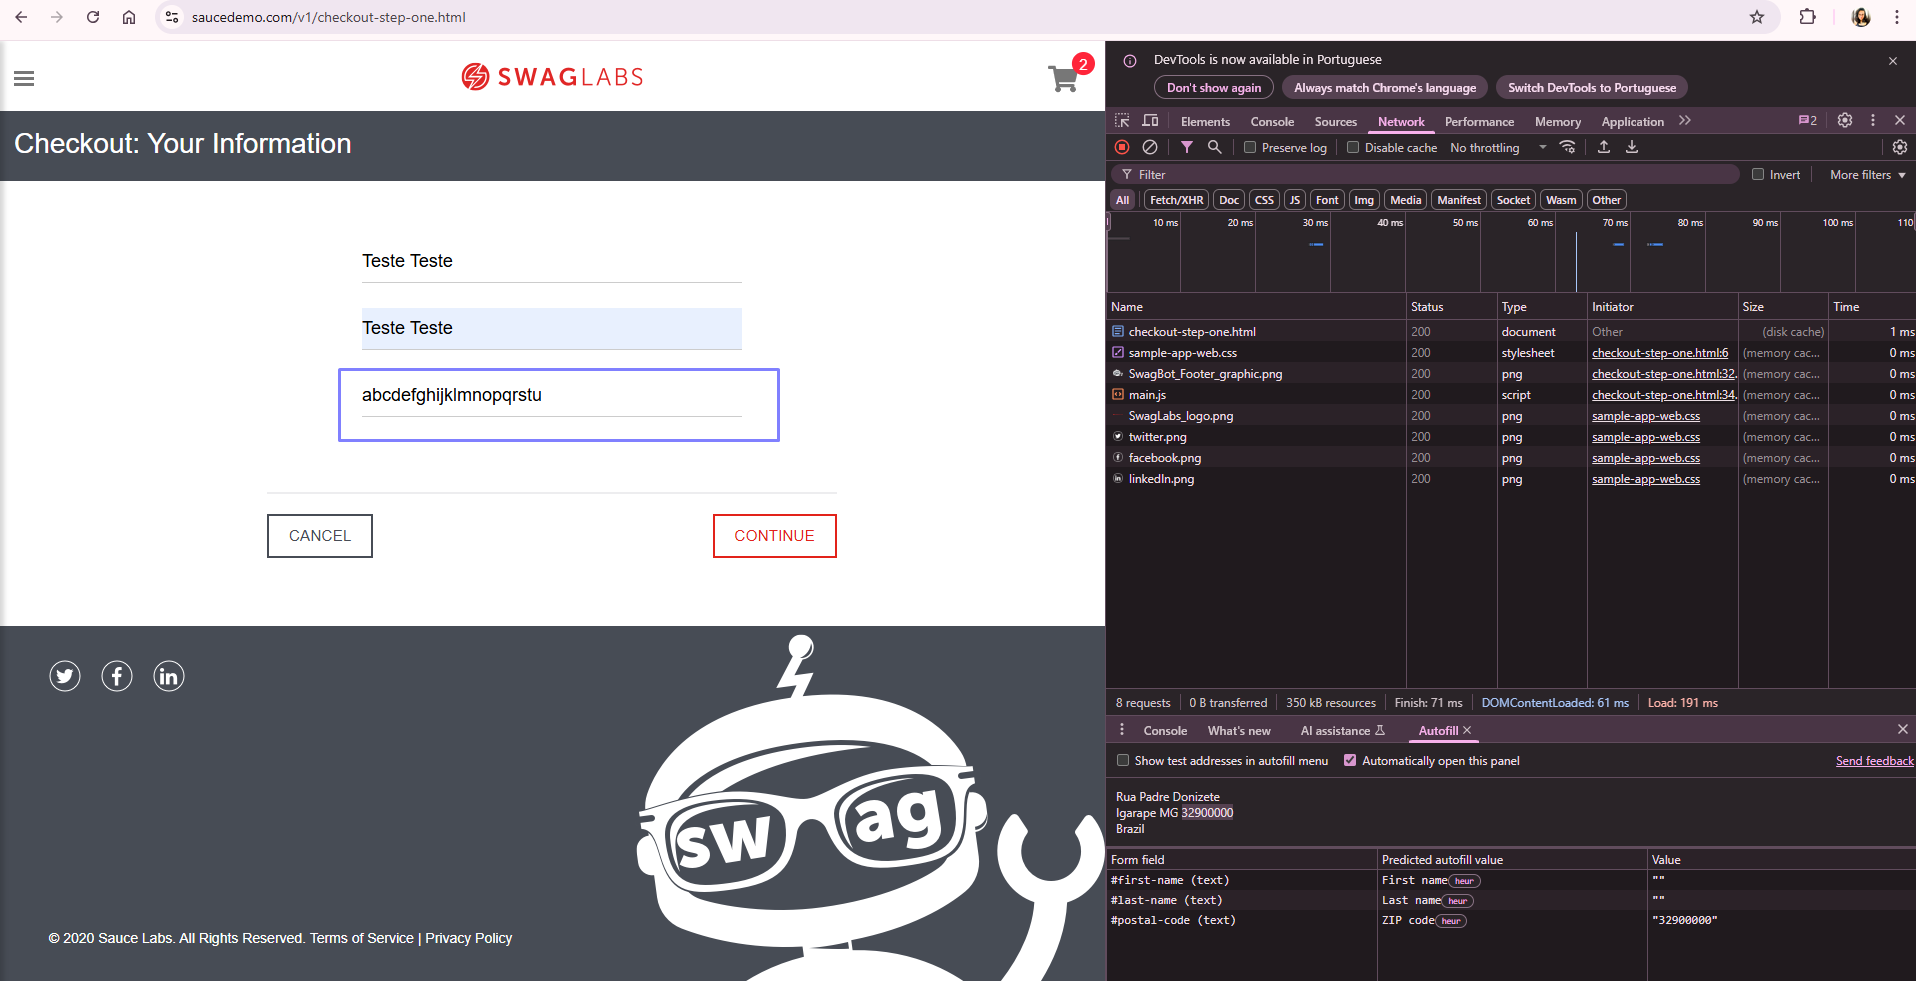 saucedemo.com/v1/checkout-step-one.html
SWAGLABS
2
Checkout: Your Information
Teste Teste
Teste Teste
abcdefghijklmnopqrstu
CANCEL
CONTINUE
sw ag
© 2020 Sauce Labs. All Rights Reserved. Terms of Service | Privacy Policy
DevTools is now available in Portuguese
Don't show again Always match Chrome's language Switch DevTools to Portuguese
Elements Console Sources Network Performance Memory Application 2
Preserve log Disable cache No throttling
Filter Invert More filters
All Fetch/XHR Doc CSS JS Font Img Media Manifest Socket Wasm Other
10 ms 20 ms 30 ms 40 ms 50 ms 60 ms 70 ms 80 ms 90 ms 100 ms 110
Name Status Type Initiator Size Time
checkout-step-one.html 200 document Other (disk cache) 1 ms
sample-app-web.css 200 stylesheet checkout-step-one.html:6 (memory cac... 0 ms
SwagBot_Footer_graphic.png 200 png checkout-step-one.html:32. (memory cac... 0 ms
main.js 200 script checkout-step-one.html:34. (memory cac... 0 ms
SwagLabs_logo.png 200 png sample-app-web.css (memory cac... 0 ms
twitter.png 200 png sample-app-web.css (memory cac... 0 ms
facebook.png 200 png sample-app-web.css (memory cac... 0 ms
linkedIn.png 200 png sample-app-web.css (memory cac... 0 ms
8 requests 0 B transferred 350 kB resources Finish: 71 ms DOMContentLoaded: 61 ms Load: 191 ms
Console What's new AI assistance Autofill
Show test addresses in autofill menu Automatically open this panel Send feedback
Rua Padre Donizete
Igarape MG 32900000
Brazil
Form field Predicted autofill value Value
#first-name (text) First name heur ""
#last-name (text) Last name heur ""
#postal-code (text) ZIP code heur "32900000"